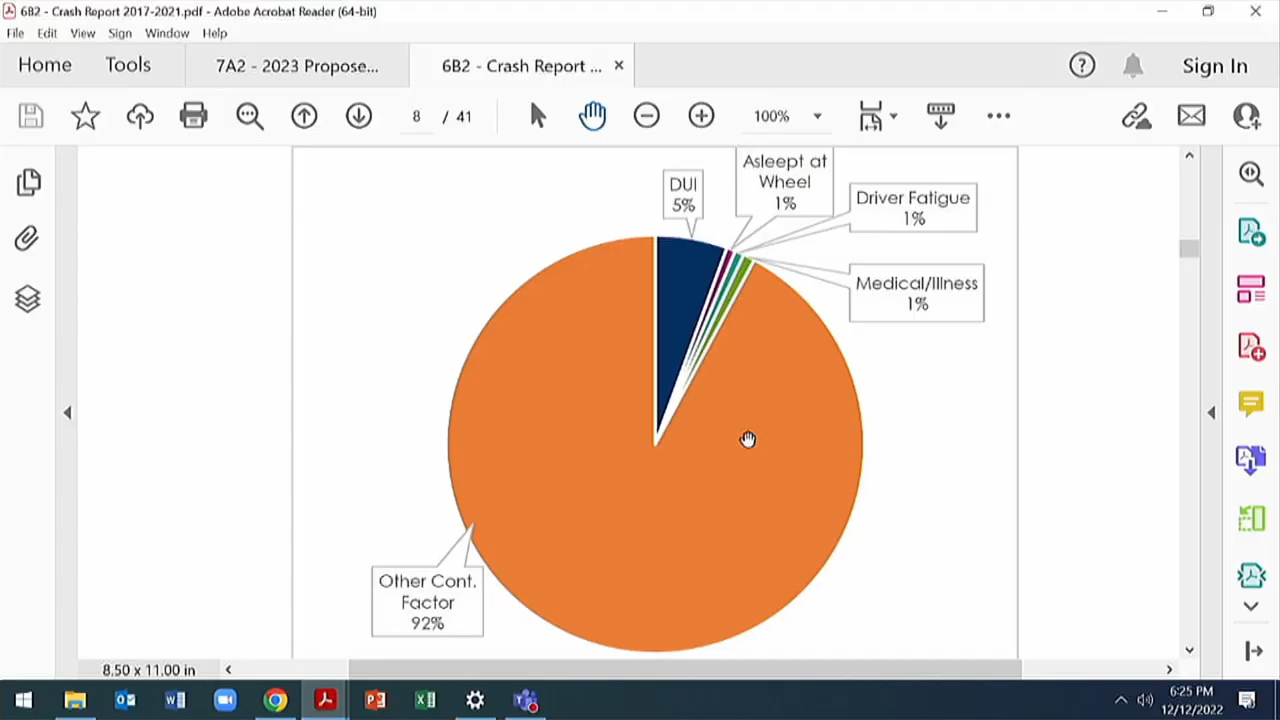 6B2 - Crash Report 2017-2021.pdf - Adobe Acrobat Reader (64-bit)
File Edit View Sign Window Help
Home Tools 7A2 - 2023 Propose... 6B2 - Crash Report ... Sign In
8 / 41 100%
DUI
5%
Asleept at
Wheel
1%
Driver Fatigue
1%
Medical/Illness
1%
Other Cont.
Factor
92%
8.50 x 11.00 in
6:25 PM
12/12/2022